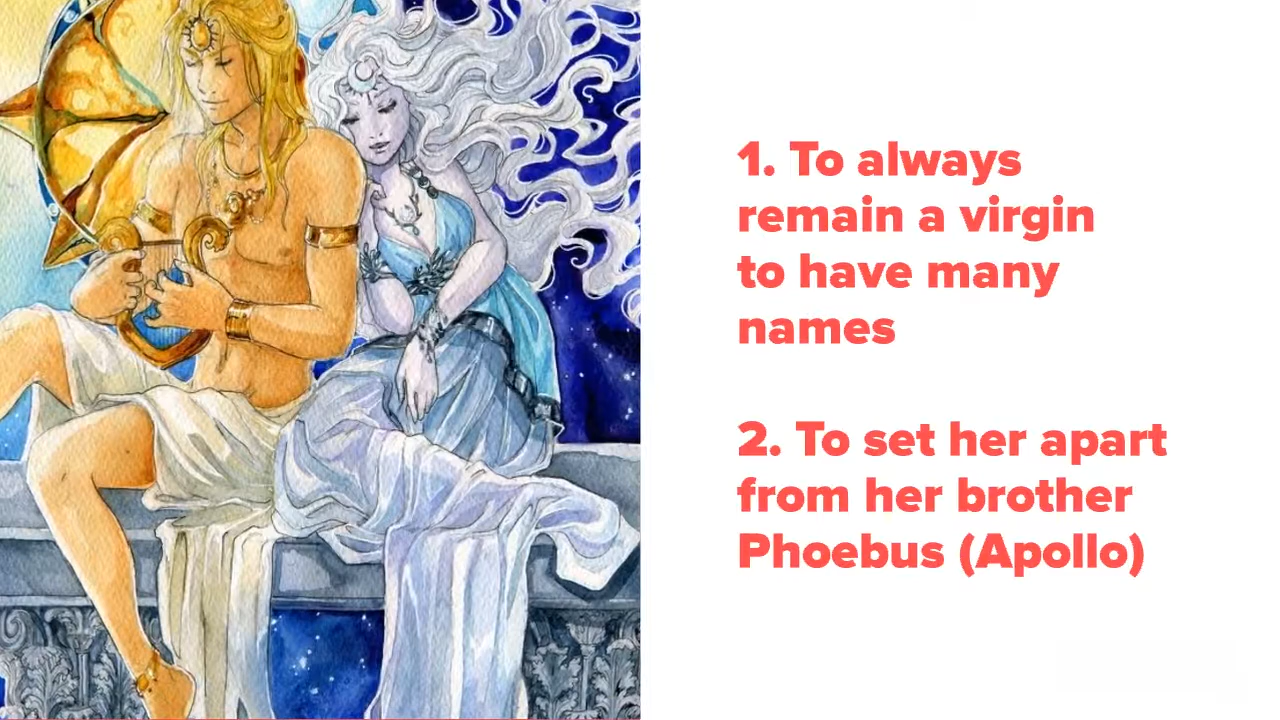 1. To always
remain a virgin
to have many
names
2. To set her apart
from her brother
Phoebus (Apollo)